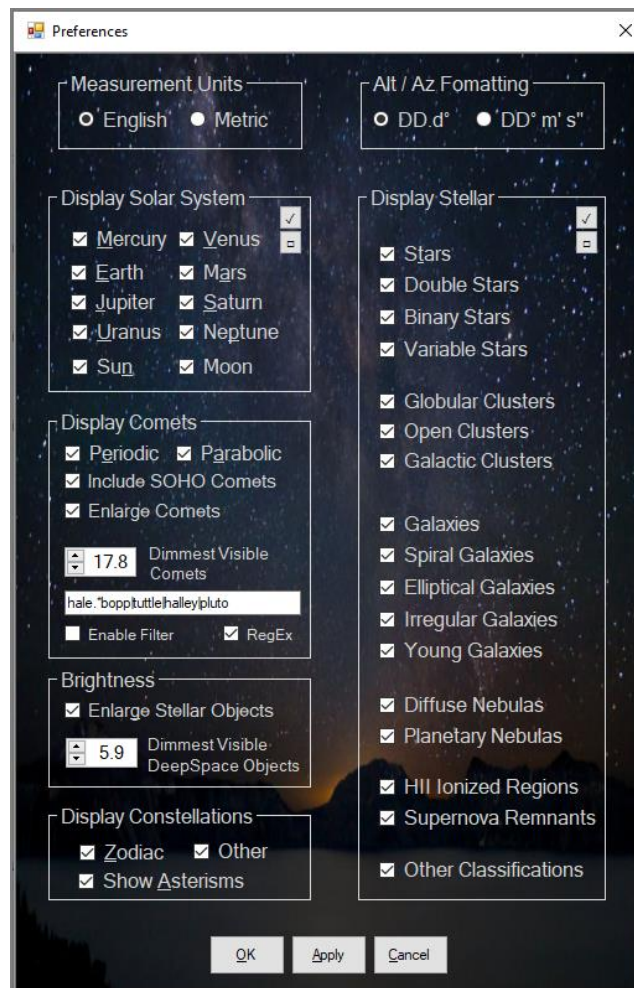 Preferences
Measurement Units
English Metric
Alt / Az Fomatting
DD.d° DD° m' s"
Display Solar System
Mercury Venus
Earth Mars
Jupiter Saturn
Uranus Neptune
Sun Moon
Display Comets
Periodic Parabolic
Include SOHO Comets
Enlarge Comets
17.8 Dimmest Visible
Comets
hale.*bopp|tuttle|halley|pluto
Enable Filter RegEx
Brightness
Enlarge Stellar Objects
5.9 Dimmest Visible
DeepSpace Objects
Display Constellations
Zodiac Other
Show Asterisms
Display Stellar
Stars
Double Stars
Binary Stars
Variable Stars
Globular Clusters
Open Clusters
Galactic Clusters
Galaxies
Spiral Galaxies
Elliptical Galaxies
Irregular Galaxies
Young Galaxies
Diffuse Nebulas
Planetary Nebulas
HII Ionized Regions
Supernova Remnants
Other Classifications
OK Apply Cancel